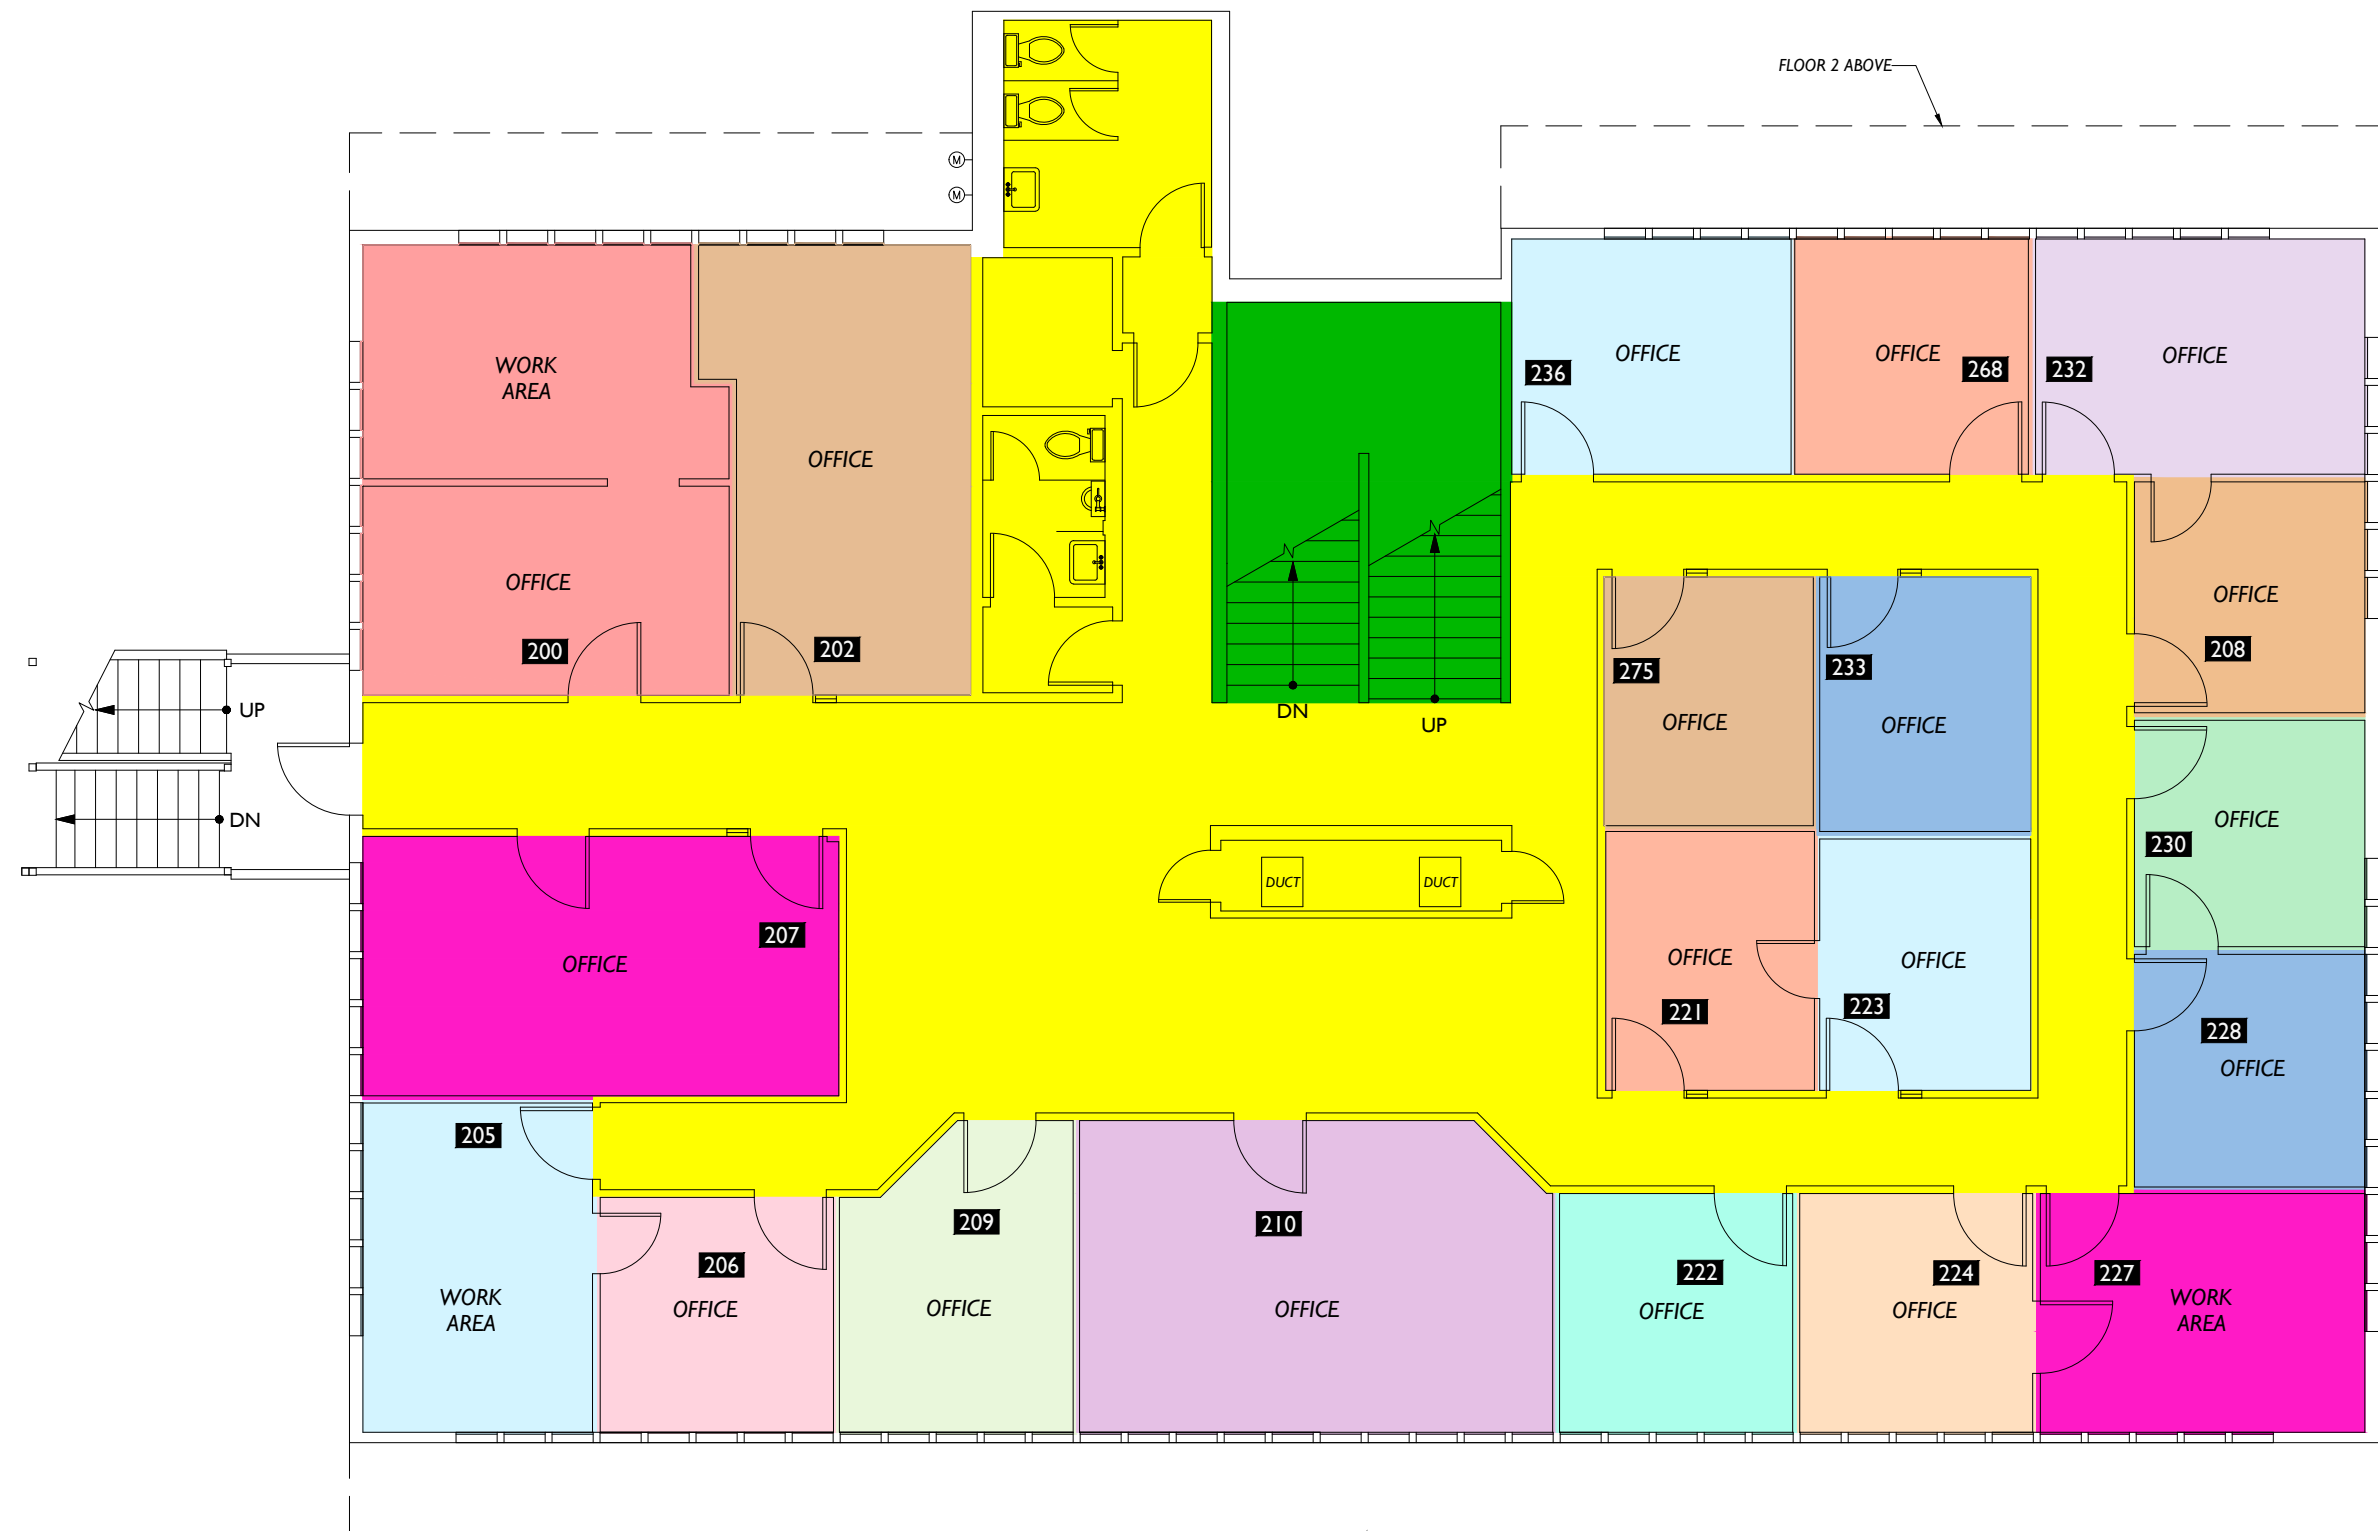 FLOOR 2 ABOVE
M
M
WORK
AREA
OFFICE
200
OFFICE
202
OFFICE
236
OFFICE
268
232
OFFICE
OFFICE
208
275
OFFICE
233
OFFICE
UP
DN
DN
UP
DUCT
DUCT
OFFICE
230
OFFICE
207
OFFICE
221
OFFICE
223
228
OFFICE
205
WORK
AREA
206
OFFICE
209
OFFICE
210
OFFICE
222
OFFICE
224
OFFICE
227
WORK
AREA